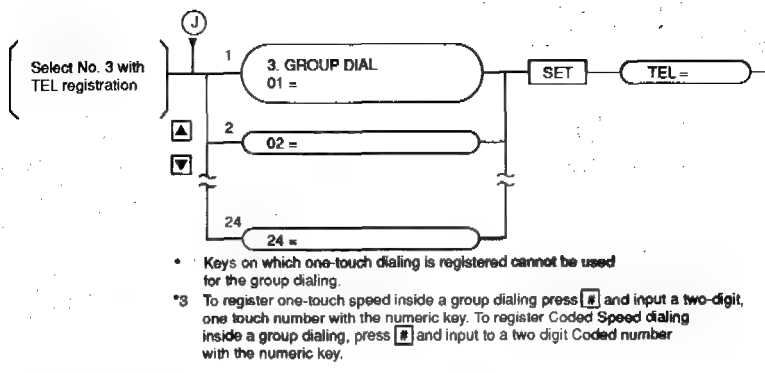 J
Select No. 3 with
TEL registration
1
3. GROUP DIAL
01 =
SET
TEL =
▲
▼
2
02 =
24
24 =
* Keys on which one-touch dialing is registered cannot be used
for the group dialing.
*3 To register one-touch speed inside a group dialing press # and input a two-digit,
one touch number with the numeric key. To register Coded Speed dialing
inside a group dialing, press # and input to a two digit Coded number
with the numeric key.